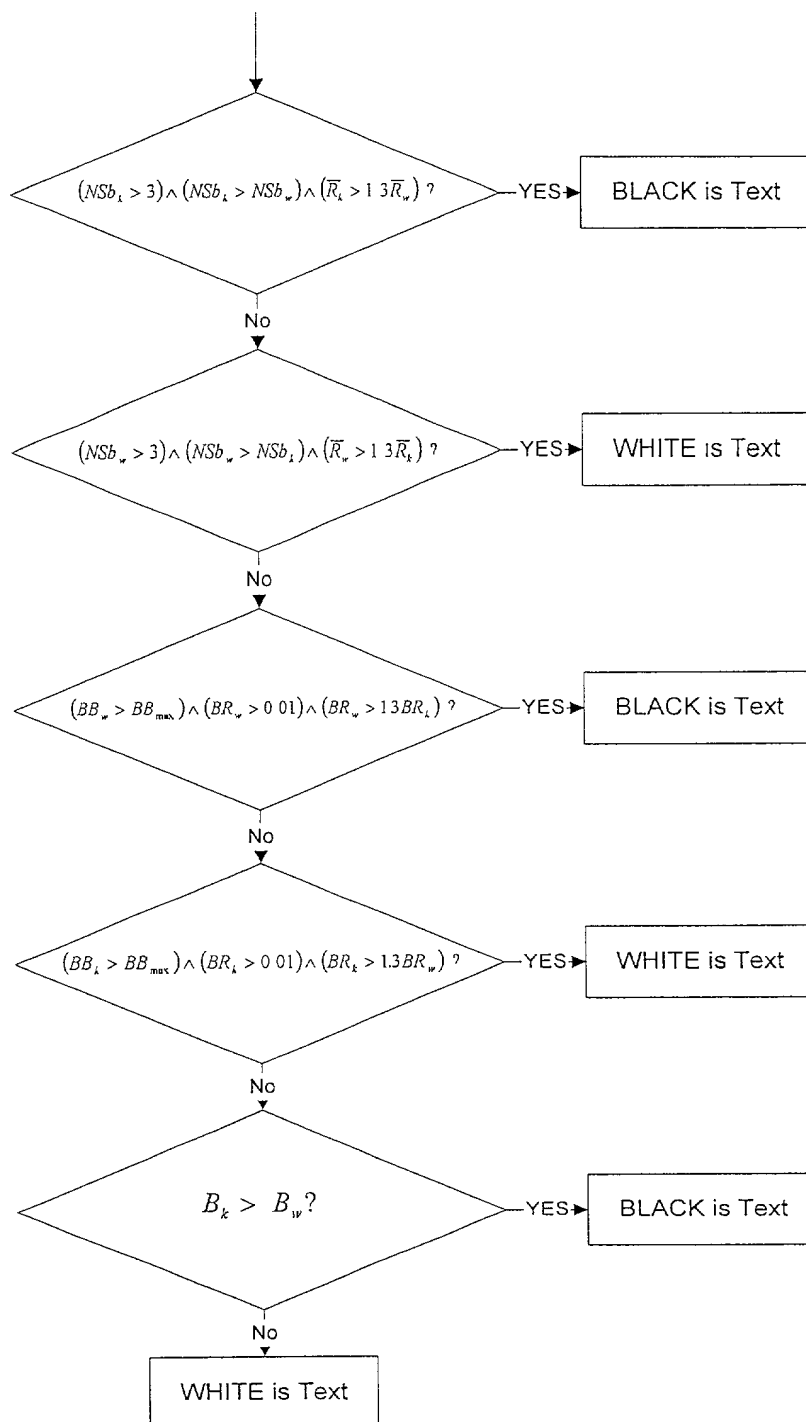 (NSb_k > 3) ∧ (NSb_k > NSb_w) ∧ (R̅_k > 1 3R̅_w) ?
YES
BLACK is Text
No
(NSb_w > 3) ∧ (NSb_w > NSb_k) ∧ (R̅_w > 1 3R̅_k) ?
YES
WHITE is Text
No
(BB_w > BB_max) ∧ (BR_w > 0 01) ∧ (BR_w > 1 3BR_k) ?
YES
BLACK is Text
No
(BB_k > BB_max) ∧ (BR_k > 0 01) ∧ (BR_k > 1.3BR_w) ?
YES
WHITE is Text
No
B_k > B_w?
YES
BLACK is Text
No
WHITE is Text